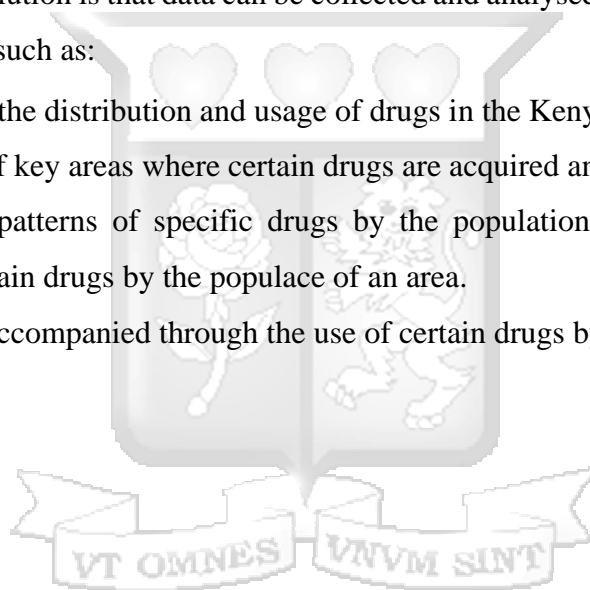 ution is that data can be collected and analysed
such as:
the distribution and usage of drugs in the Keny
f key areas where certain drugs are acquired an
patterns of specific drugs by the population
ain drugs by the populace of an area.
ccompanied through the use of certain drugs by
VT OMNES VNVM SINT